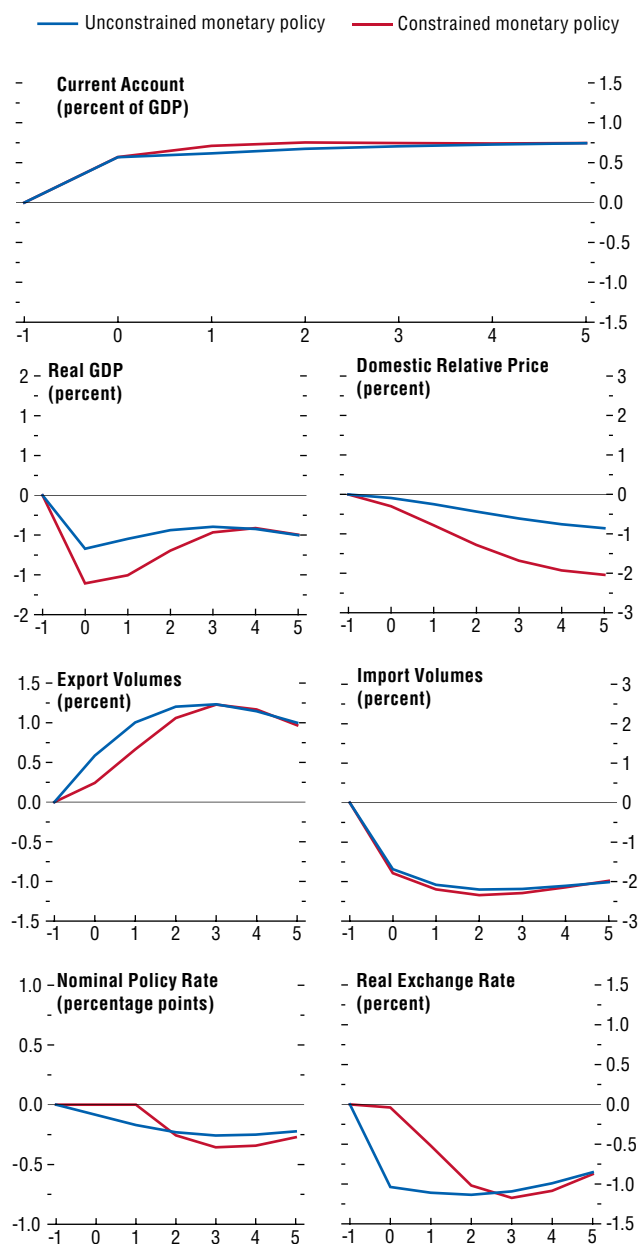 Unconstrained monetary policy Constrained monetary policy
Current Account
(percent of GDP)
1.5
1.0
0.5
0.0
-0.5
-1.0
-1.5
-1 0 1 2 3 4 5
Real GDP
(percent)
2
1
1
0
-1
-1
-2
-1 0 1 2 3 4 5
Domestic Relative Price
(percent)
3
2
1
0
-1
-2
-3
-1 0 1 2 3 4 5
Export Volumes
(percent)
1.5
1.0
0.5
0.0
-0.5
-1.0
-1.5
-1 0 1 2 3 4 5
Import Volumes
(percent)
3
2
1
0
-1
-2
-3
-1 0 1 2 3 4 5
Nominal Policy Rate
(percentage points)
1.0
0.5
0.0
-0.5
-1.0
-1 0 1 2 3 4 5
Real Exchange Rate
(percent)
1.5
1.0
0.5
0.0
-0.5
-1.0
-1.5
-1 0 1 2 3 4 5